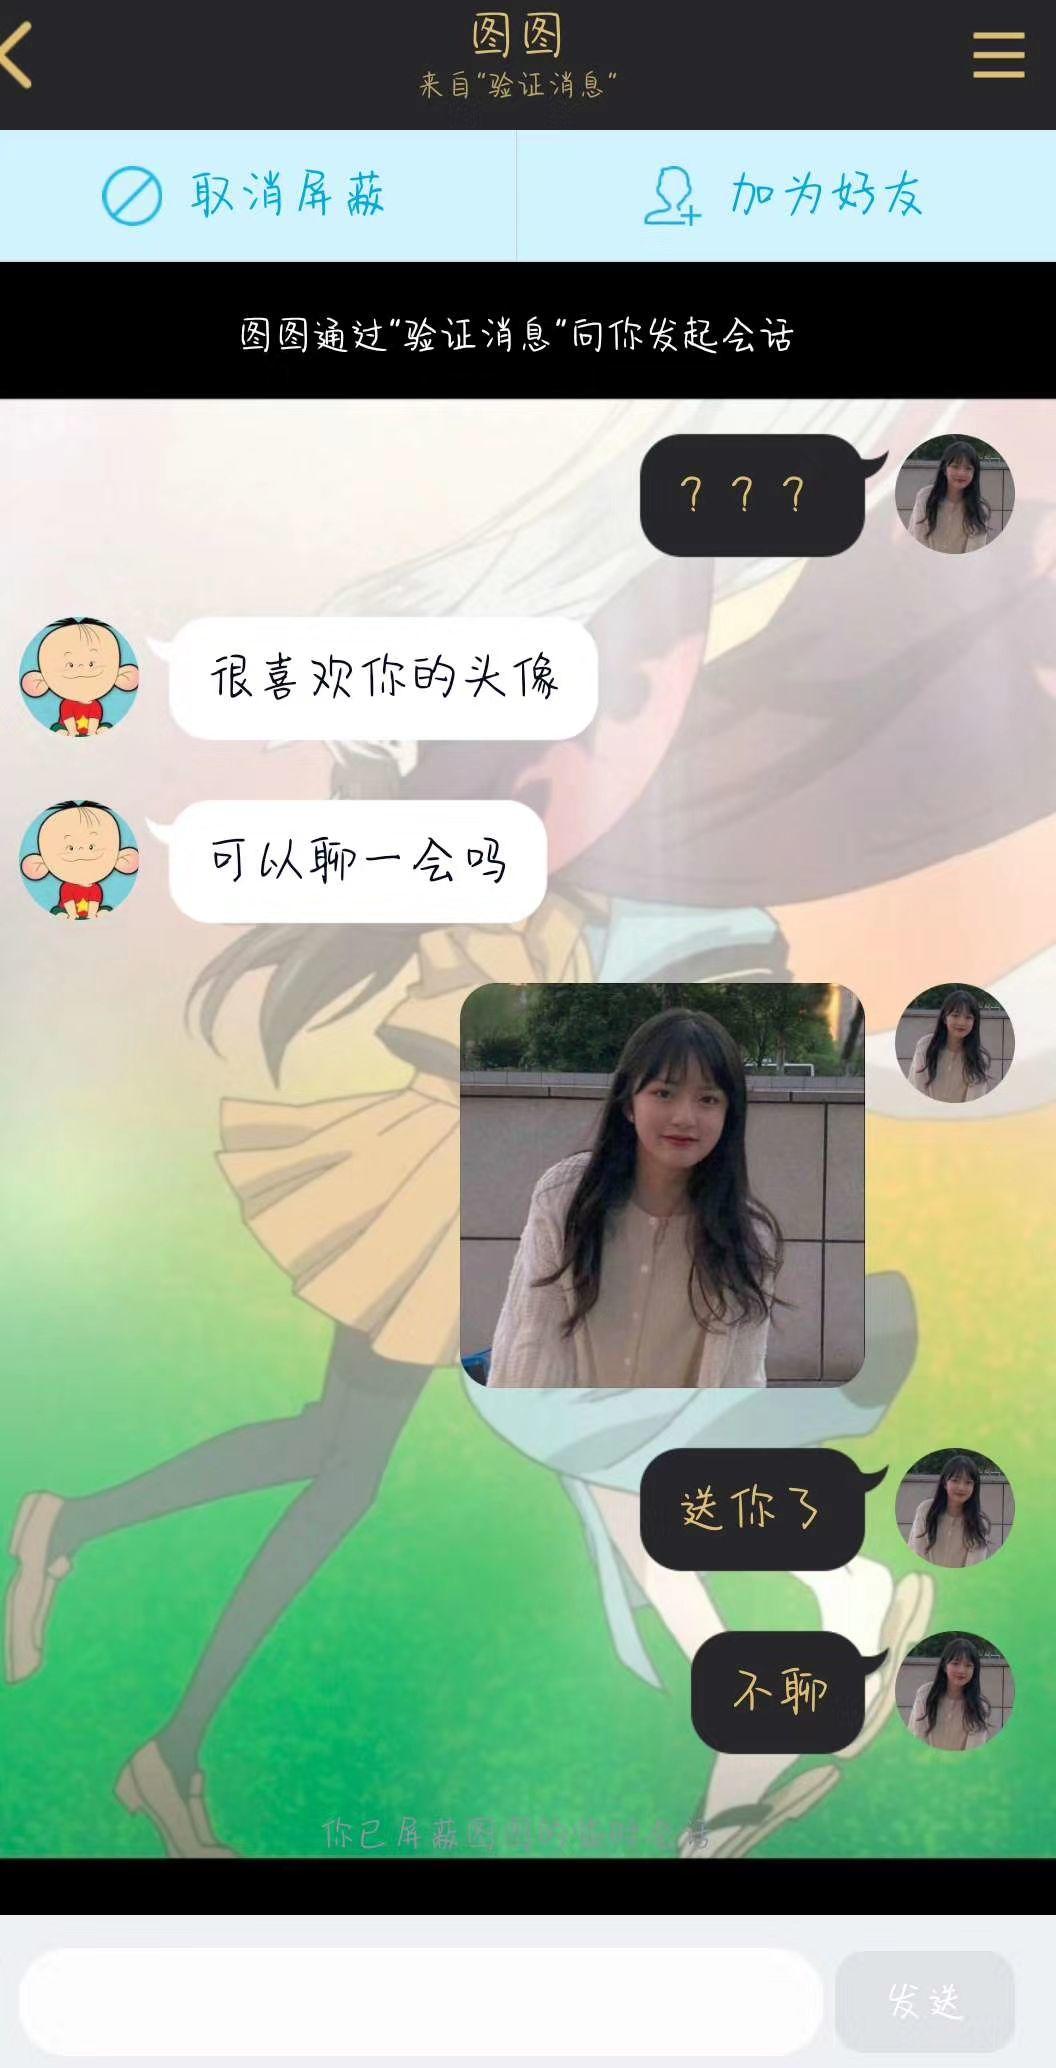 图图
来自“验证消息”
取消屏蔽
加为好友
图图通过“验证消息”向你发起会话
? ? ?
很喜欢你的头像
可以聊一会吗
送你了
不聊
你已屏蔽图图的临时会话
发送